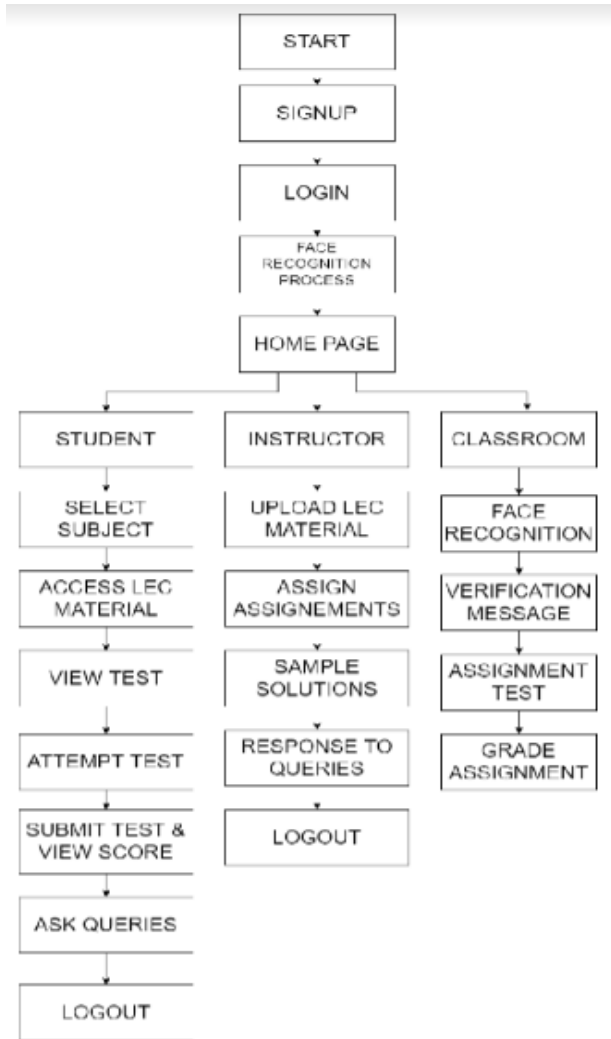 START
SIGNUP
LOGIN
FACE
RECOGNITION
PROCESS
HOME PAGE
STUDENT
SELECT
SUBJECT
ACCESS LEC
MATERIAL
VIEW TEST
ATTEMPT TEST
SUBMIT TEST &
VIEW SCORE
ASK QUERIES
LOGOUT
INSTRUCTOR
UPLOAD LEC
MATERIAL
ASSIGN
ASSIGNEMENTS
SAMPLE
SOLUTIONS
RESPONSE TO
QUERIES
LOGOUT
CLASSROOM
FACE
RECOGNITION
VERIFICATION
MESSAGE
ASSIGNMENT
TEST
GRADE
ASSIGNMENT